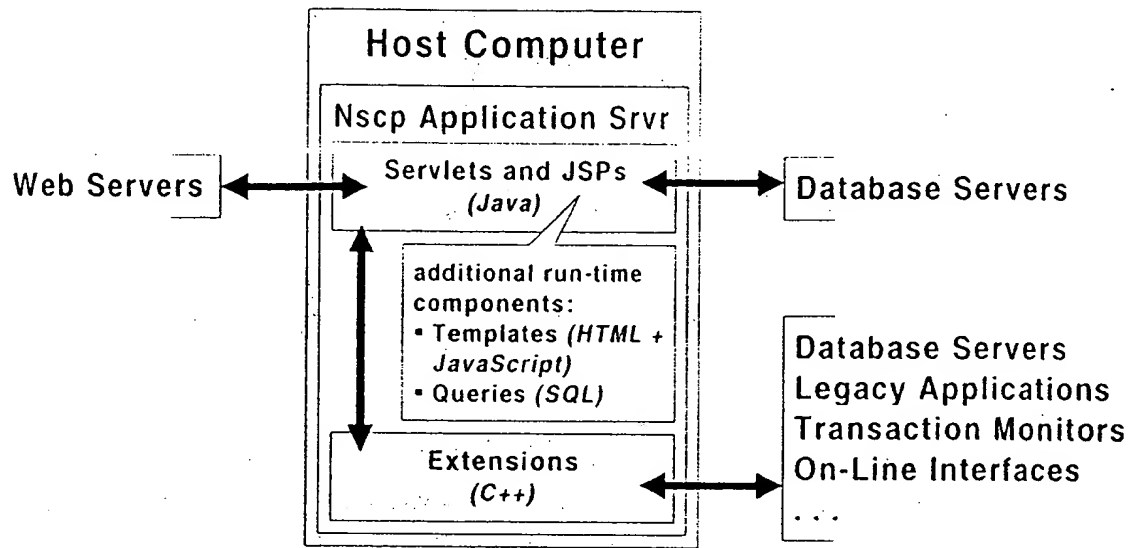 Host Computer
Nscp Application Srvr
Servlets and JSPs
(Java)
Web Servers
Database Servers
additional run-time
components:
▪ Templates (HTML +
JavaScript)
▪ Queries (SQL)
Extensions
(C++)
Database Servers
Legacy Applications
Transaction Monitors
On-Line Interfaces
. . .